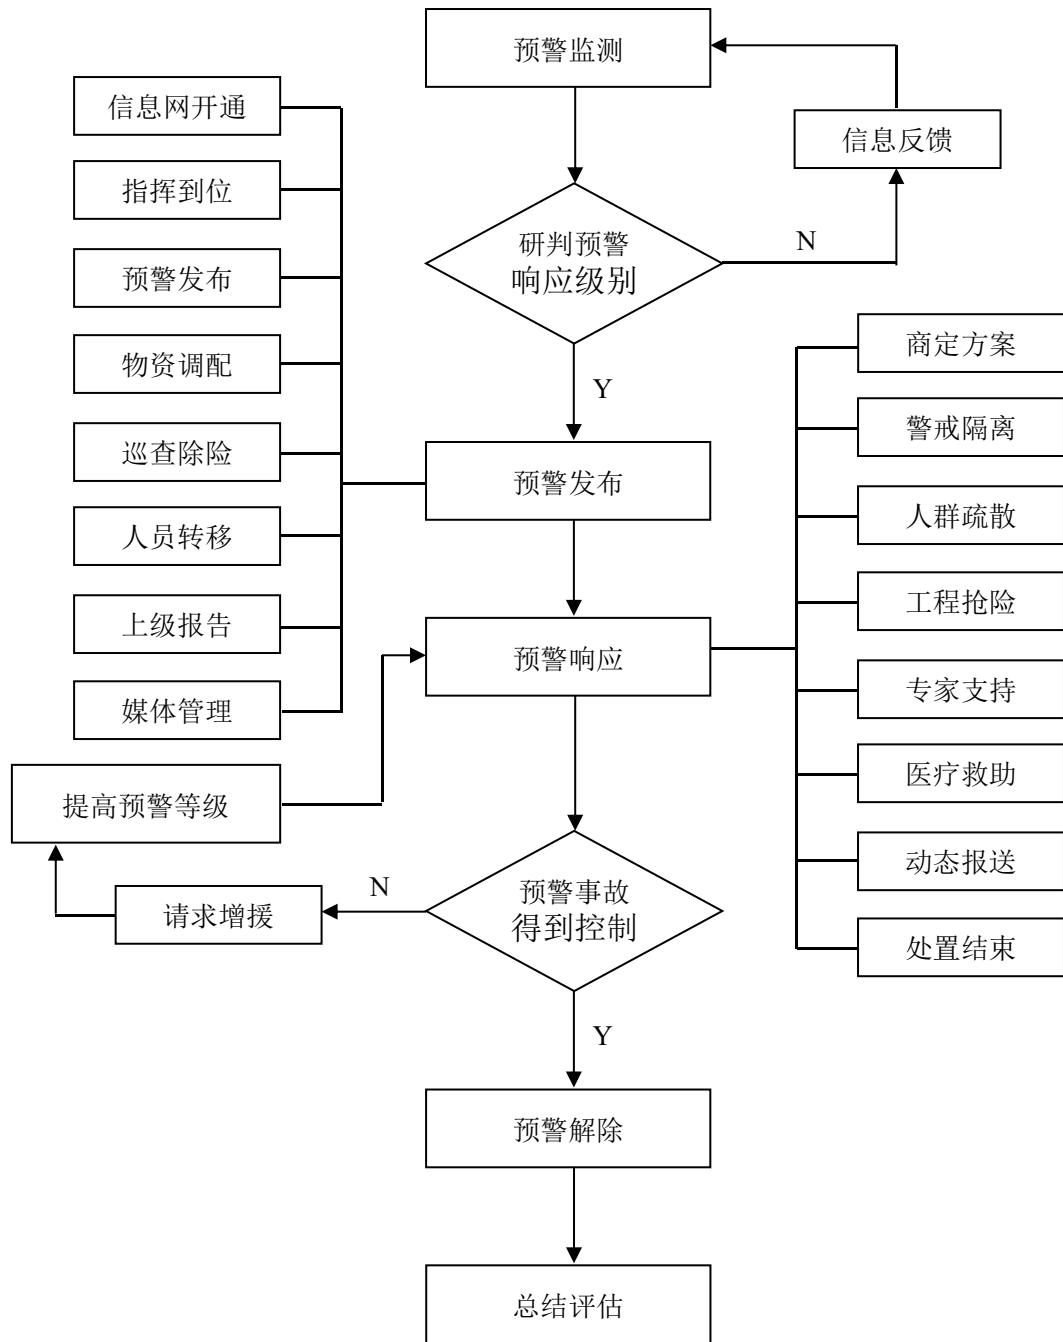 预警监测
信息网开通
信息反馈
指挥到位
研判预警
响应级别
N
预警发布
物资调配
商定方案
Y
巡查除险
警戒隔离
预警发布
人员转移
人群疏散
上级报告
工程抢险
预警响应
媒体管理
专家支持
提高预警等级
医疗救助
动态报送
N
预警事故
得到控制
请求增援
处置结束
Y
预警解除
总结评估